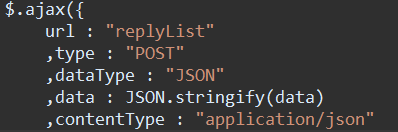 $.ajax({
    url : "replyList"
    ,type : "POST"
    ,dataType : "JSON"
    ,data : JSON.stringify(data)
    ,contentType : "application/json"